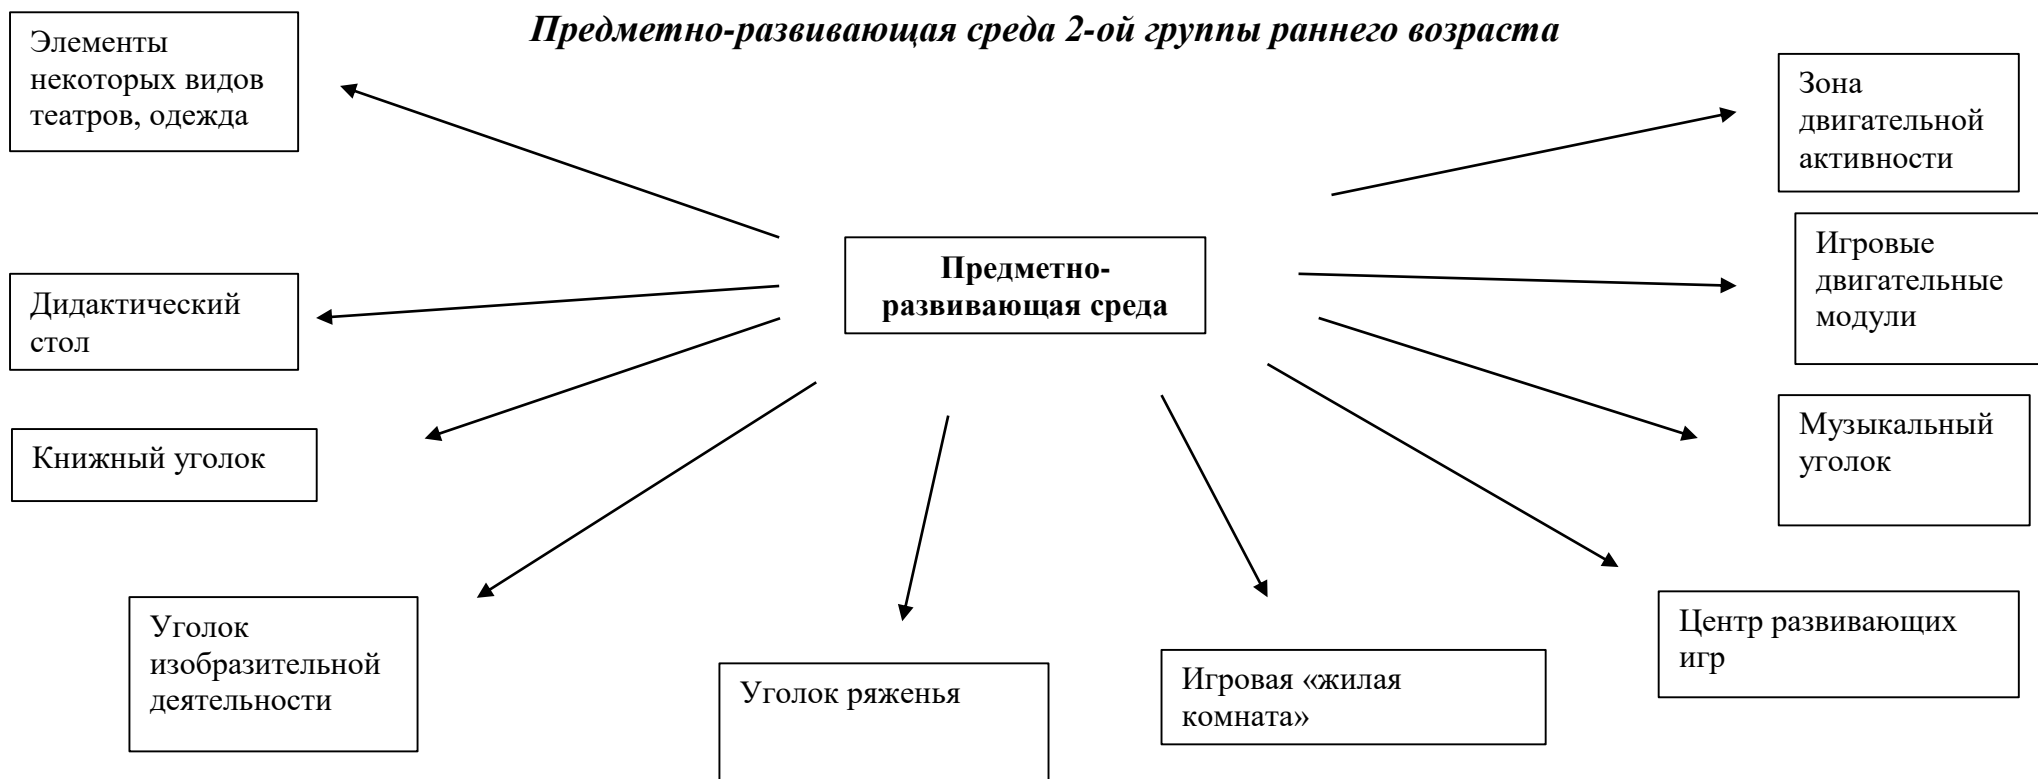 Предметно-развивающая среда 2-ой группы раннего возраста
Элементы
некоторых видов
театров, одежда
Зона
двигательной
активности
Предметно-
развивающая среда
Игровые
двигательные
модули
Дидактический
стол
Музыкальный
уголок
Книжный уголок
Уголок
изобразительной
деятельности
Уголок ряженья
Игровая «жилая
комната»
Центр развивающих
игр